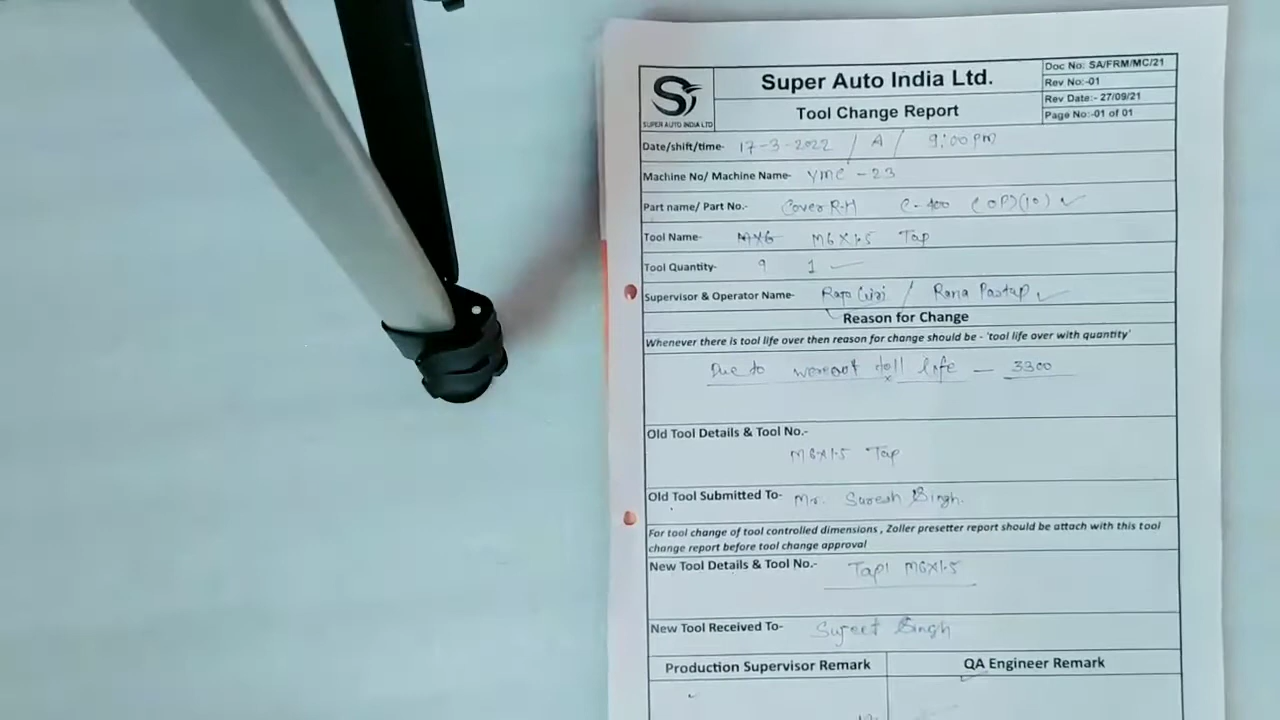 Super Auto India Ltd.
Tool Change Report
SUPER AUTO INDIA LTD
Doc No: SA/FRM/MC/21
Rev No:-01
Rev Date:- 27/09/21
Page No:-01 of 01
Date/shift/time- 17-3-2022 / A / 9:00 PM
Machine No/ Machine Name- VMC - 23
Part name/ Part No.- Cover R.H C-400 (OP)(10)
Tool Name- M6X1.5 Tap
Tool Quantity- 1
Supervisor & Operator Name- / Rana
Reason for Change
Whenever there is tool life over then reason for change should be - 'tool life over with quantity'
Due to life - 3300
Old Tool Details & Tool No.-
M6X1.5 Tap
Old Tool Submitted To- Mr. Suresh Singh.
For tool change of tool controlled dimensions , Zoller presetter report should be attach with this tool
change report before tool change approval
New Tool Details & Tool No.- Tap M6X1.5
New Tool Received To- Singh
Production Supervisor Remark
QA Engineer Remark